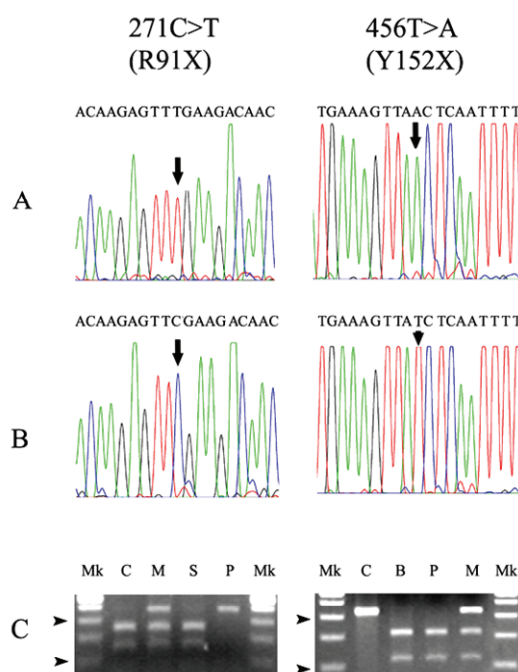 271C>T 456T>A
(R91X) (Y152X)
ACAAGAGTTTGAAGACAAC TGAAAGTTAACTCAATTTT
A
ACAAGAGTTCGAAGACAAC TGAAAGTTATCTCAATTTT
B
Mk C M S P Mk Mk C B P M Mk
C